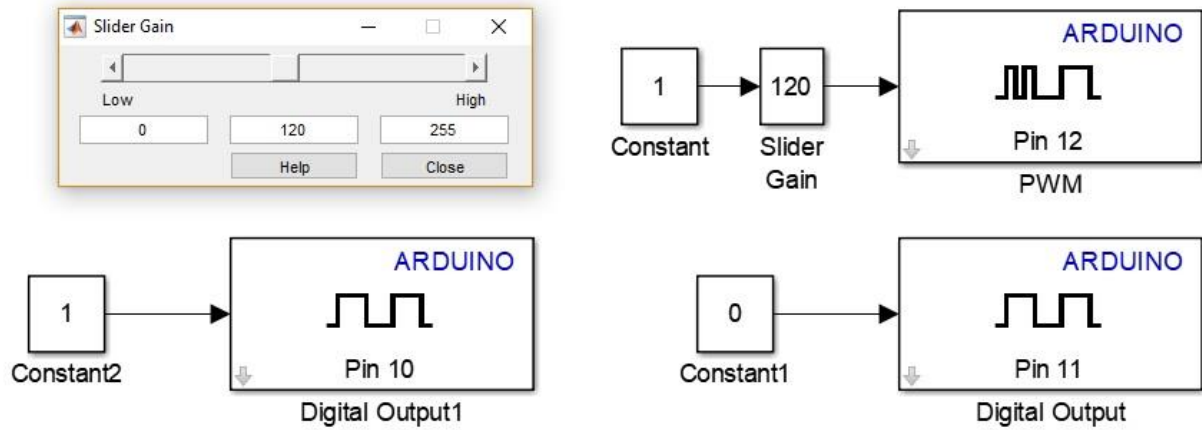 Slider Gain
Low High
0 120 255
Help Close
1
Constant
120
Slider
Gain
ARDUINO
Pin 12
PWM
1
Constant2
ARDUINO
Pin 10
Digital Output1
0
Constant1
ARDUINO
Pin 11
Digital Output